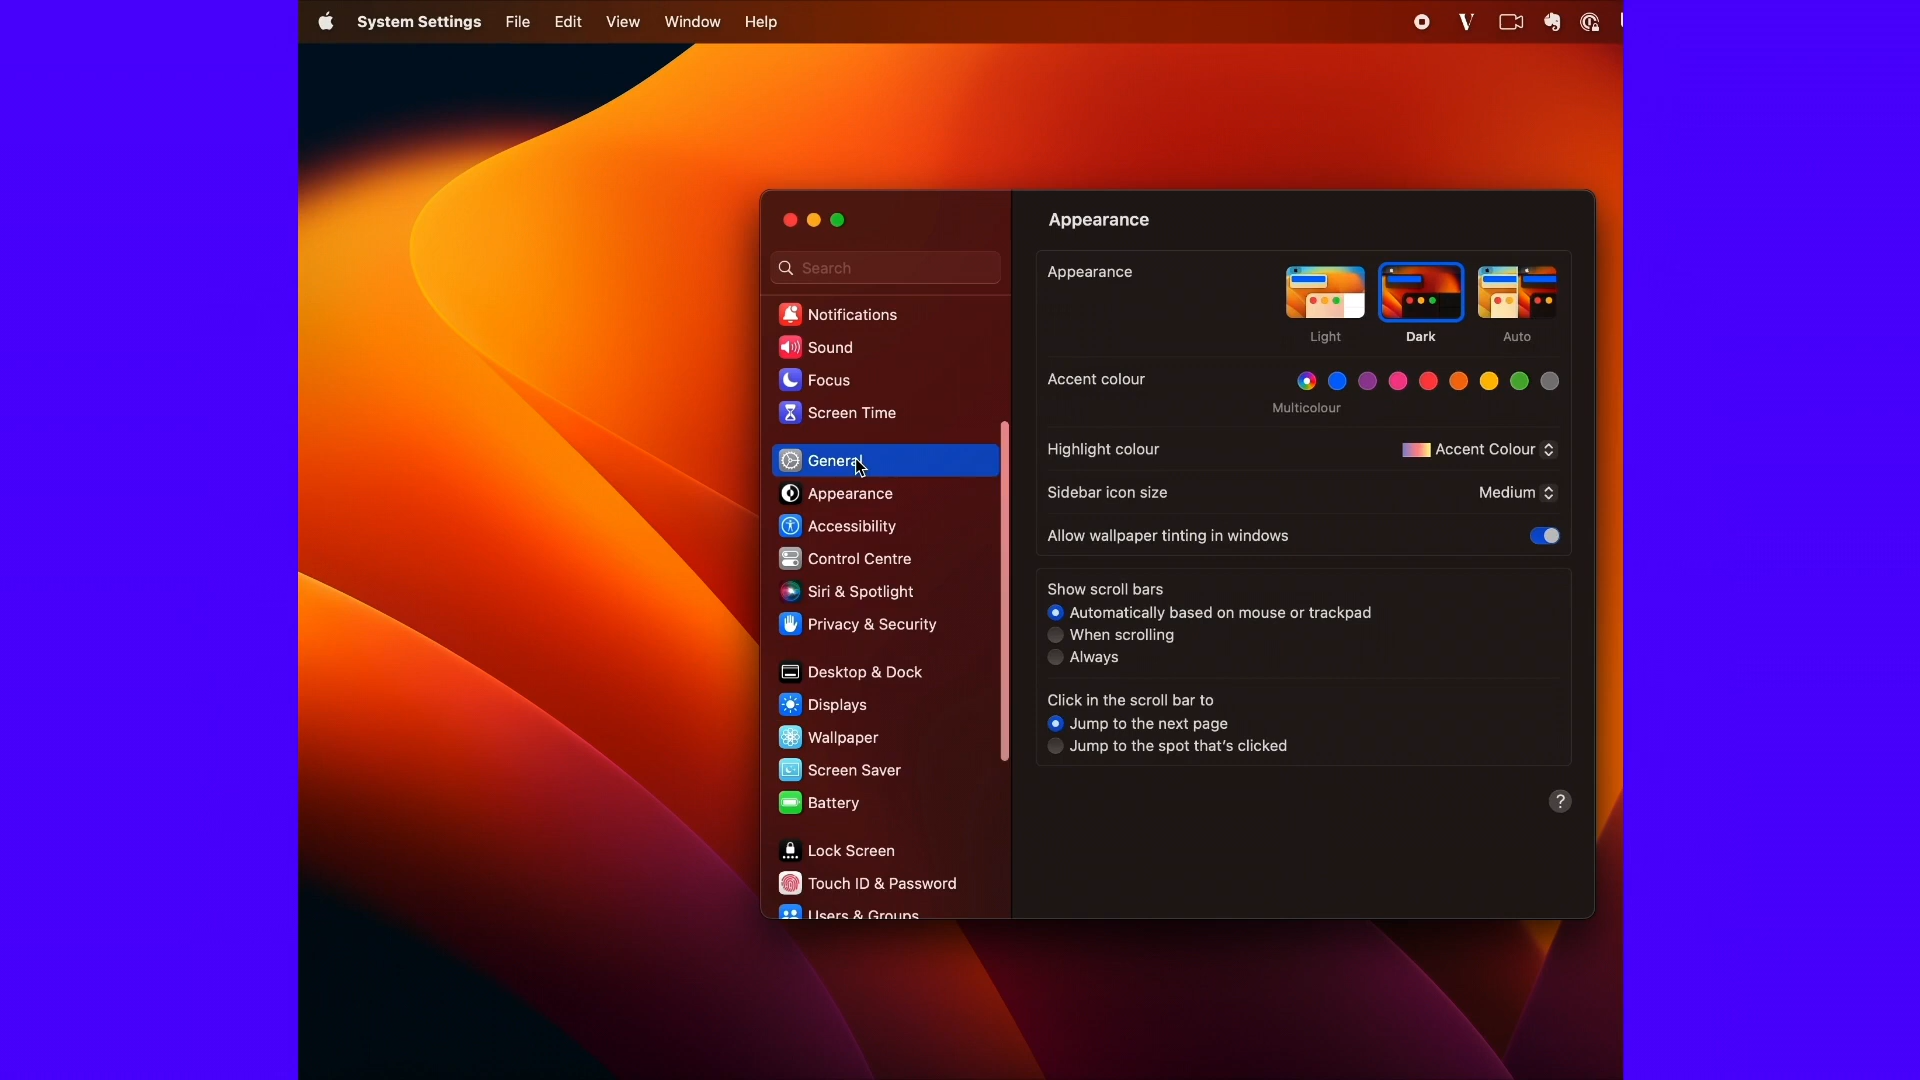 System Settings File Edit View Window Help
Search
Notifications
Sound
Focus
Screen Time
General
Appearance
Accessibility
Control Centre
Siri & Spotlight
Privacy & Security
Desktop & Dock
Displays
Wallpaper
Screen Saver
Battery
Lock Screen
Touch ID & Password
Users & Groups
Appearance
Appearance
Light Dark Auto
Accent colour
Multicolour
Highlight colour Accent Colour
Sidebar icon size Medium
Allow wallpaper tinting in windows
Show scroll bars
Automatically based on mouse or trackpad
When scrolling
Always
Click in the scroll bar to
Jump to the next page
Jump to the spot that's clicked
?